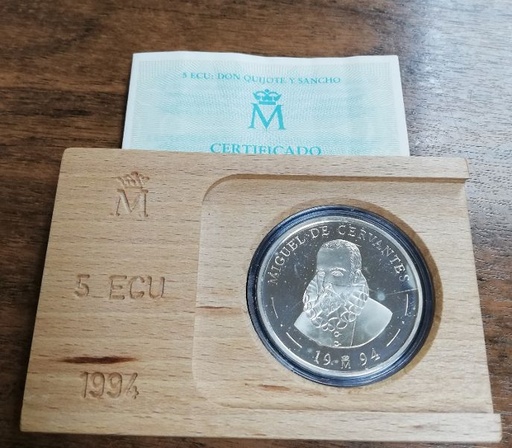 5 ECU: DON QUIJOTE Y SANCHO
M
CERTIFICADO
M
5 ECU
1994
MIGUEL DE CERVANTES
19 M 94